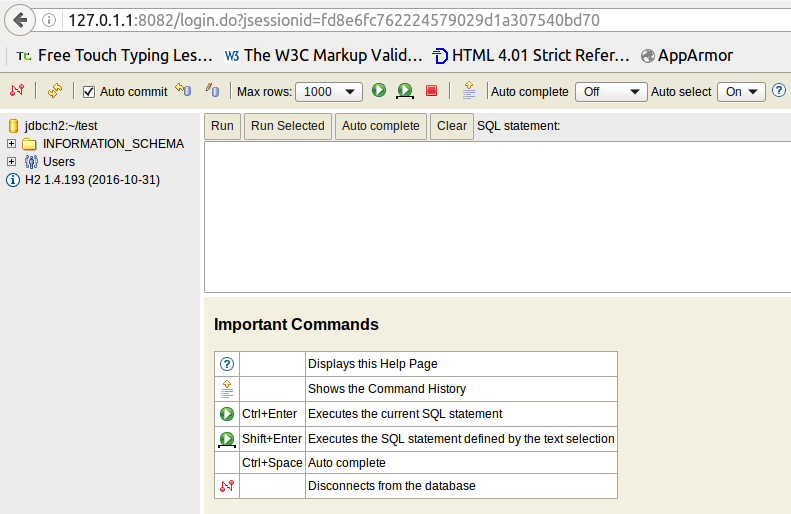 127.0.1.1:8082/login.do?jsessionid=fd8e6fc762224579029d1a307540bd70
Tt. Free Touch Typing Les... W3 The W3C Markup Valid... HTML 4.01 Strict Refer... AppArmor
Auto commit Max rows: 1000 Auto complete Off Auto select On ?
jdbc:h2:~/test
INFORMATION_SCHEMA
Users
H2 1.4.193 (2016-10-31)
Run Run Selected Auto complete Clear SQL statement:
Important Commands
? Displays this Help Page
Shows the Command History
Ctrl+Enter Executes the current SQL statement
Shift+Enter Executes the SQL statement defined by the text selection
Ctrl+Space Auto complete
Disconnects from the database